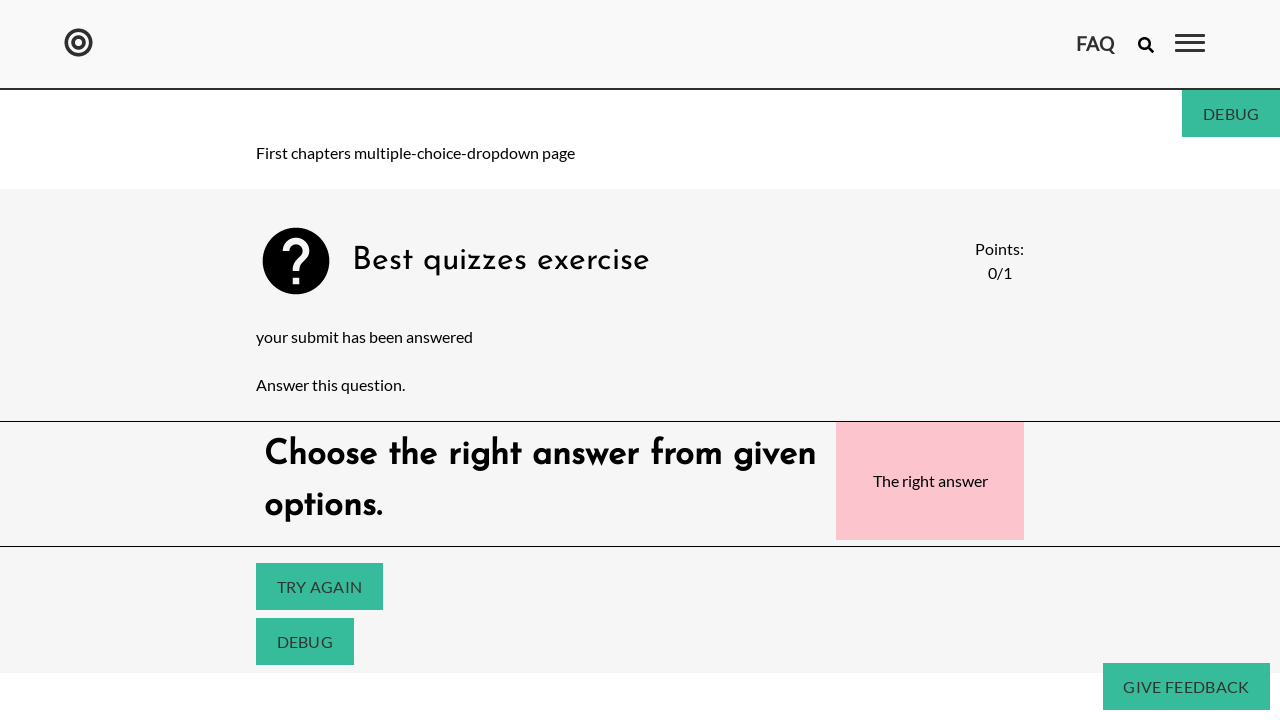 FAQ
DEBUG
First chapters multiple-choice-dropdown page
Best quizzes exercise
Points:
0/1
your submit has been answered
Answer this question.
Choose the right answer from given
options.
The right answer
TRY AGAIN
DEBUG
GIVE FEEDBACK